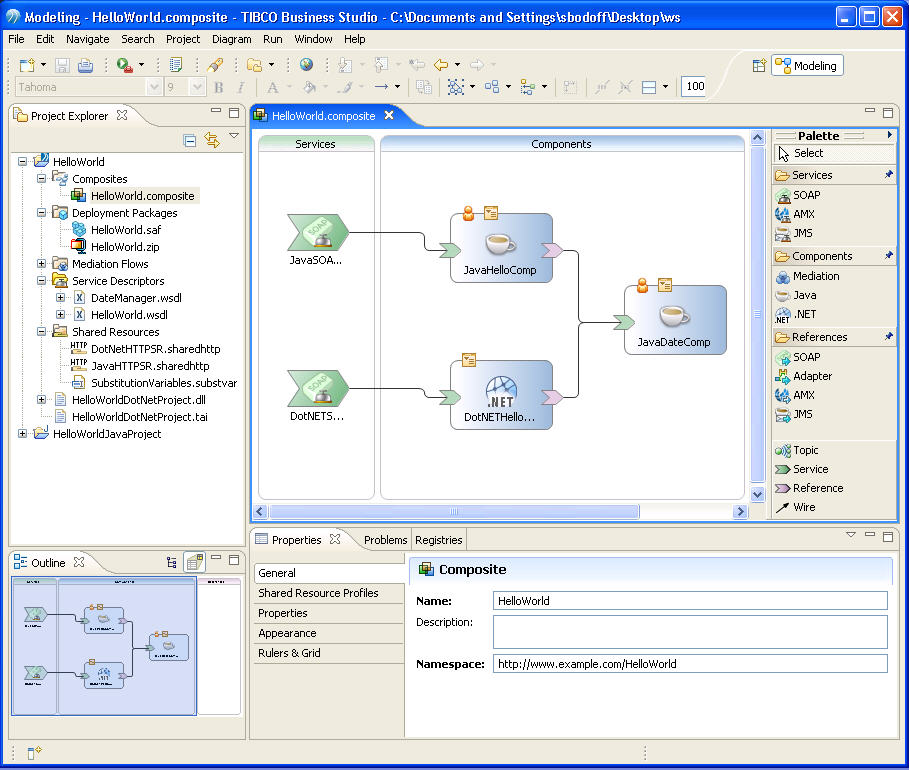 Modeling - HelloWorld.composite - TIBCO Business Studio - C:\Documents and Settings\sbodoff\Desktop\ws
File Edit Navigate Search Project Diagram Run Window Help
Modeling
Tahoma 9 B I A 100
Project Explorer
HelloWorld
Composites
HelloWorld.composite
Deployment Packages
HelloWorld.saf
HelloWorld.zip
Mediation Flows
Service Descriptors
DateManager.wsdl
HelloWorld.wsdl
Shared Resources
HTTP DotNetHTTPSR.sharedhttp
HTTP JavaHTTPSR.sharedhttp
SubstitutionVariables.substvar
HelloWorldDotNetProject.dll
HelloWorldDotNetProject.tai
HelloWorldJavaProject
HelloWorld.composite
Services
Components
SOAP
JavaSOA...
JavaHelloComp
JavaDateComp
SOAP
DotNETS...
.NET
DotNETHello...
Palette
Select
Services
SOAP
AMX
JMS
Components
Mediation
Java
.NET .NET
References
SOAP
Adapter
AMX
JMS
Topic
Service
Reference
Wire
Outline
Properties Problems Registries
General
Shared Resource Profiles
Properties
Appearance
Rulers & Grid
Composite
Name: HelloWorld
Description:
Namespace: http://www.example.com/HelloWorld